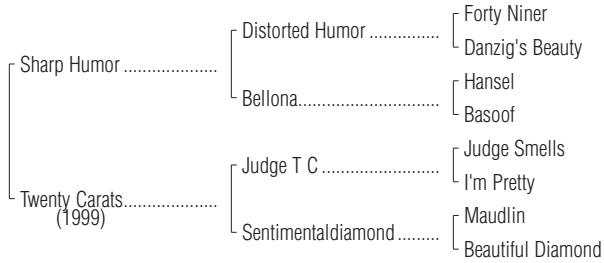 Forty Niner
Distorted Humor ...............
Danzig's Beauty
Sharp Humor ....................
Hansel
Bellona..............................
Basoof
Judge Smells
Judge T C .........................
I'm Pretty
Twenty Carats....................
(1999)
Maudlin
Sentimentaldiamond .........
Beautiful Diamond